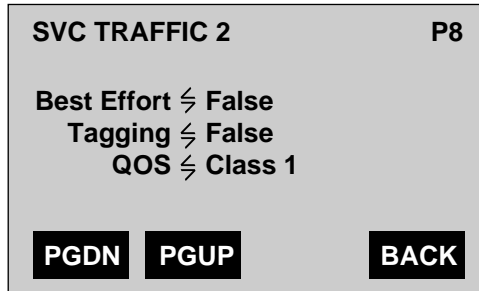 SVC TRAFFIC 2 P8
Best Effort ⇋ False
Tagging ⇋ False
QOS ⇋ Class 1
PGDN PGUP BACK